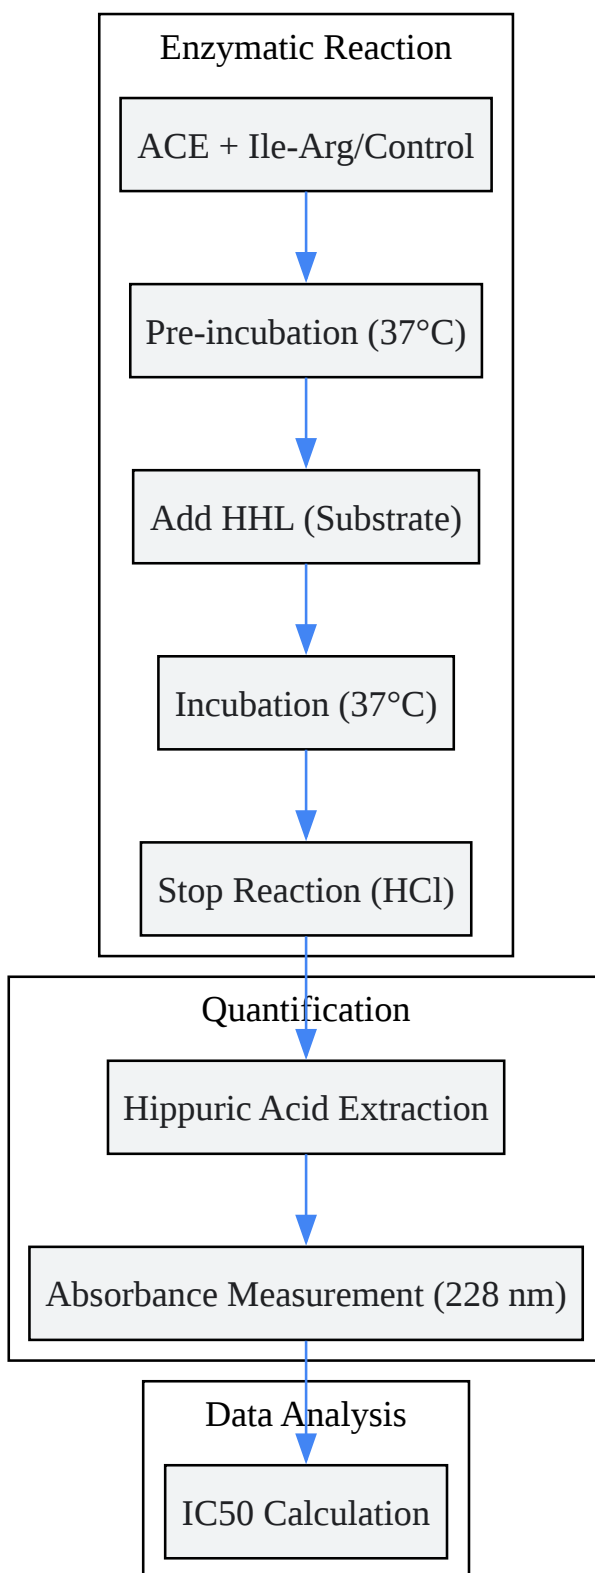 Enzymatic Reaction
ACE + Ile-Arg/Control
Pre-incubation (37°C)
Add HHL (Substrate)
Incubation (37°C)
Stop Reaction (HCl)
Quantification
Hippuric Acid Extraction
Absorbance Measurement (228 nm)
Data Analysis
IC50 Calculation